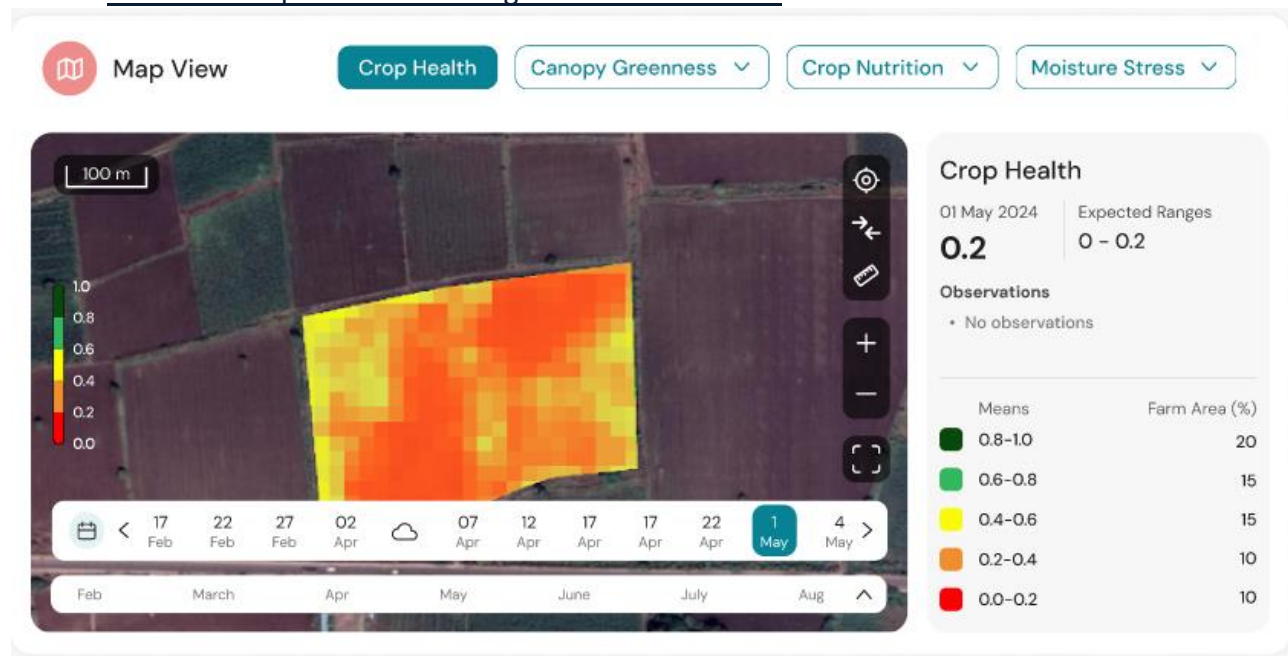 Map View
Crop Health
Canopy Greenness
Crop Nutrition
Moisture Stress
100 m
1.0
0.8
0.6
0.4
0.2
0.0
17 Feb
22 Feb
27 Feb
02 Apr
07 Apr
12 Apr
17 Apr
17 Apr
22 Apr
1 May
4 May
Feb March Apr May June July Aug
Crop Health
01 May 2024 Expected Ranges
0.2 0 - 0.2
Observations
• No observations
Means Farm Area (%)
0.8-1.0 20
0.6-0.8 15
0.4-0.6 15
0.2-0.4 10
0.0-0.2 10